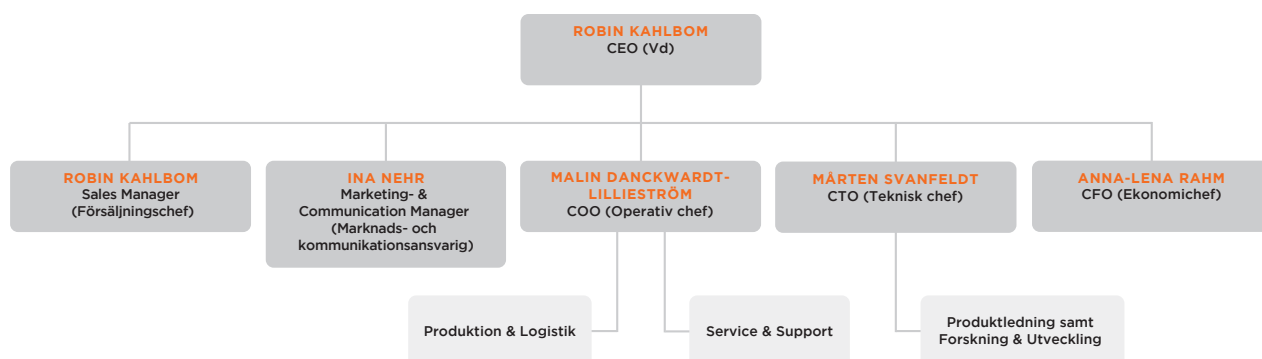 ROBIN KAHLBOM
CEO (Vd)
ROBIN KAHLBOM
Sales Manager
(Försäljningschef)
INA NEHR
Marketing- &
Communication Manager
(Marknads- och
kommunikationsansvarig)
MALIN DANCKWARDT-
LILLIESTRÖM
COO (Operativ chef)
MÅRTEN SVANFELDT
CTO (Teknisk chef)
ANNA-LENA RAHM
CFO (Ekonomichef)
Produktion & Logistik
Service & Support
Produktledning samt
Forskning & Utveckling